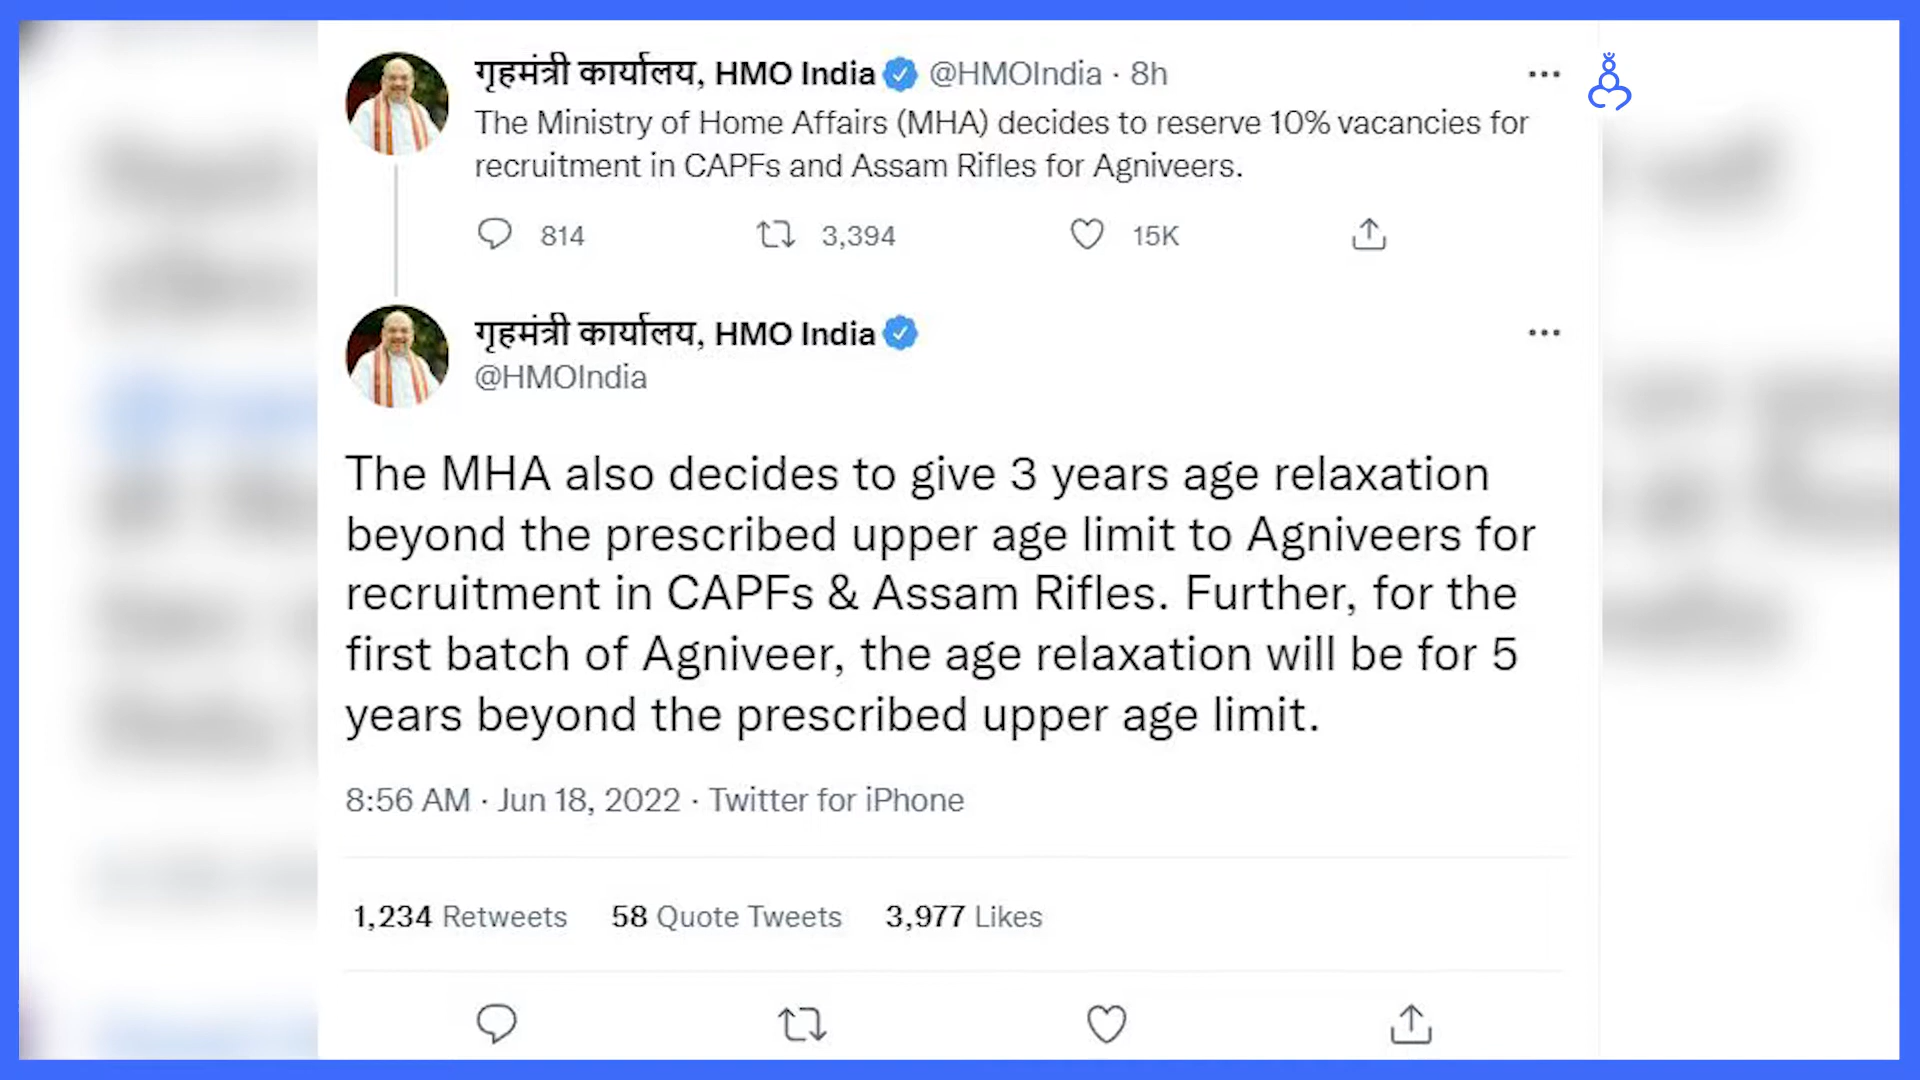 गृहमंत्री कार्यालय, HMO India @HMOIndia · 8h
The Ministry of Home Affairs (MHA) decides to reserve 10% vacancies for
recruitment in CAPFs and Assam Rifles for Agniveers.
814 3,394 15K
गृहमंत्री कार्यालय, HMO India
@HMOIndia
The MHA also decides to give 3 years age relaxation
beyond the prescribed upper age limit to Agniveers for
recruitment in CAPFs & Assam Rifles. Further, for the
first batch of Agniveer, the age relaxation will be for 5
years beyond the prescribed upper age limit.
8:56 AM · Jun 18, 2022 · Twitter for iPhone
1,234 Retweets 58 Quote Tweets 3,977 Likes